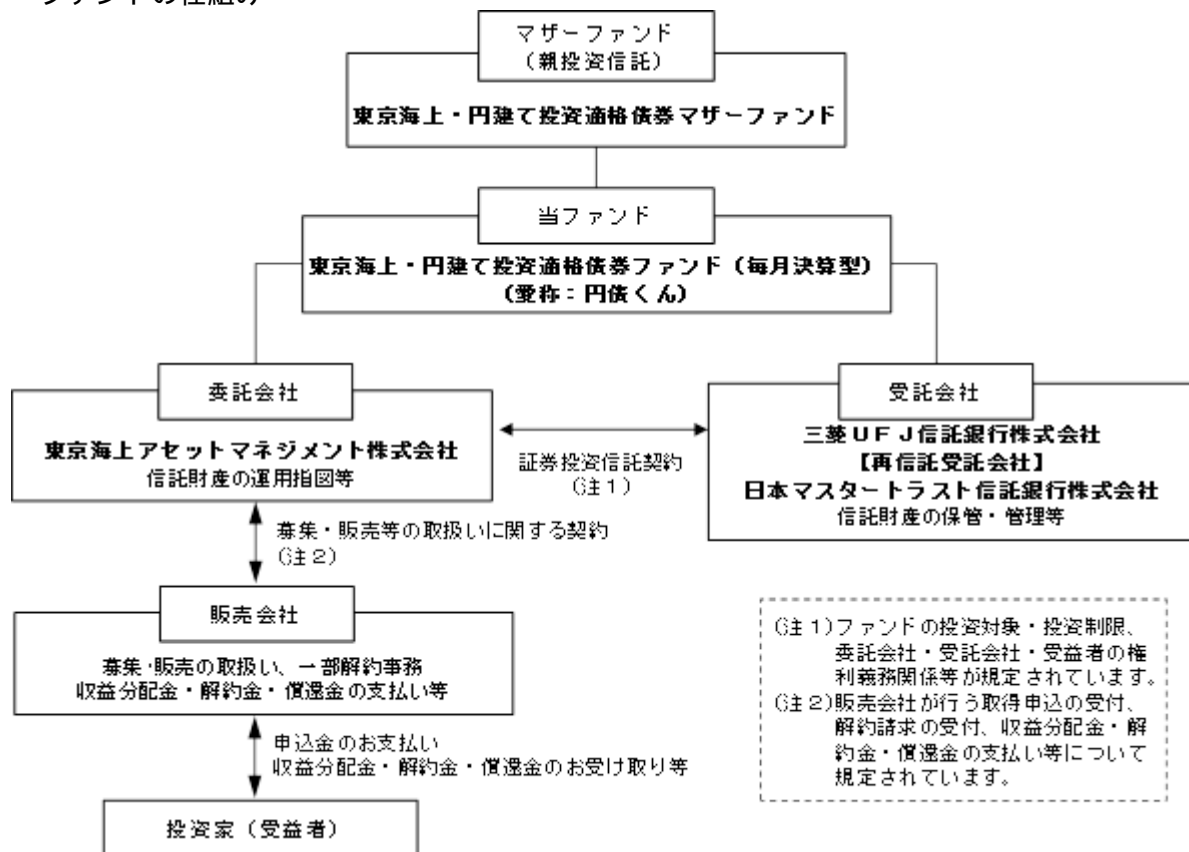 ファンドの仕組み
マザーファンド
（親投資信託）
東京海上・円建て投資適格債券マザーファンド
当ファンド
東京海上・円建て投資適格債券ファンド（毎月決算型）
（愛称：円債くん）
委託会社
東京海上アセットマネジメント株式会社
信託財産の運用指図等
証券投資信託契約
（注１）
受託会社
三菱ＵＦＪ信託銀行株式会社
【再信託受託会社】
日本マスタートラスト信託銀行株式会社
信託財産の保管・管理等
募集・販売等の取扱いに関する契約
（注２）
販売会社
募集・販売の取扱い、一部解約事務
収益分配金・解約金・償還金の支払い等
申込金のお支払い
収益分配金・解約金・償還金のお受け取り等
投資家（受益者）
（注１）ファンドの投資対象・投資制限、
委託会社・受託会社・受益者の権
利義務関係等が規定されています。
（注２）販売会社が行う取得申込の受付、
解約請求の受付、収益分配金・解
約金・償還金の支払い等について
規定されています。